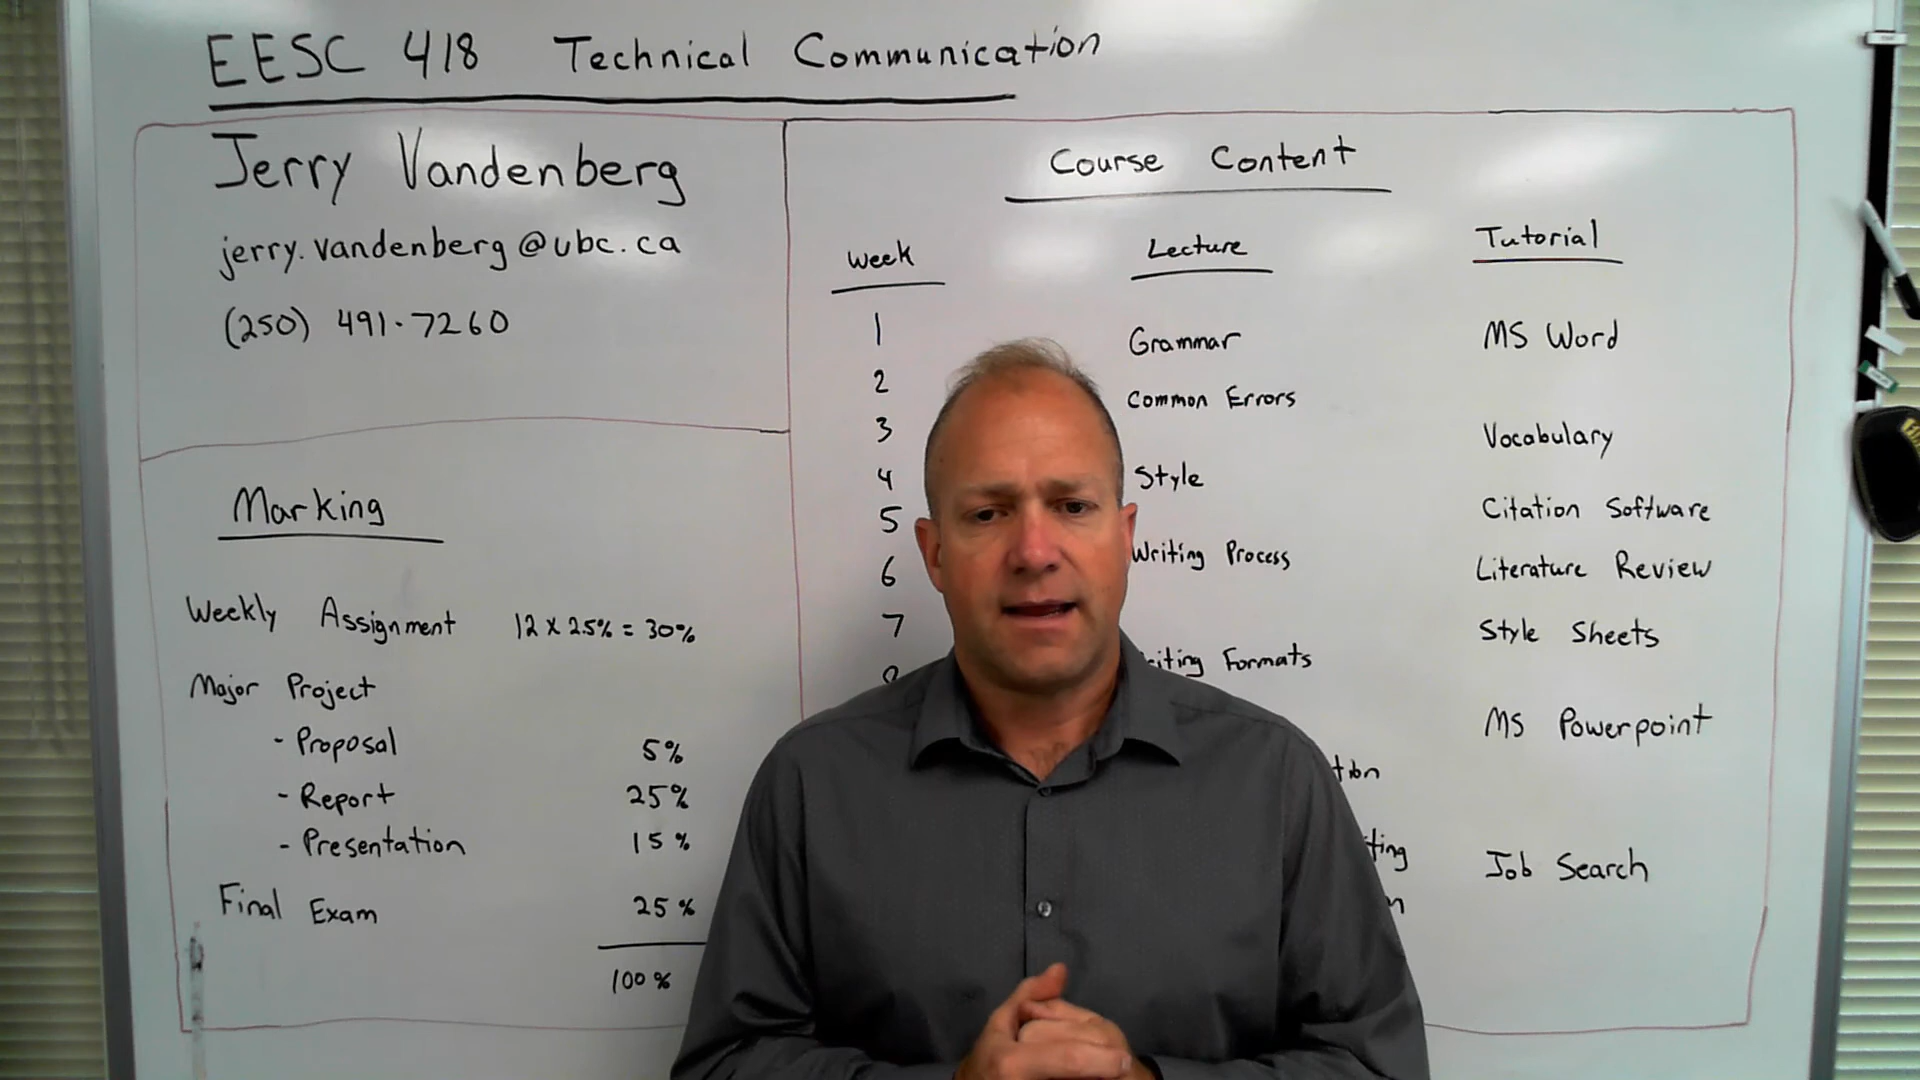 EESC 418 Technical Communication
Jerry Vandenberg
jerry.vandenberg@ubc.ca
(250) 491-7260
Marking
Weekly Assignment 12 x 2.5% = 30%
Major Project
- Proposal 5%
- Report 25%
- Presentation 15%
Final Exam 25%
100%
Course Content
Week Lecture Tutorial
1 Grammar MS Word
2 Common Errors
3 Vocabulary
4 Style
5 Citation Software
6 Writing Process Literature Review
7 Style Sheets
Formats
MS Powerpoint
Job Search